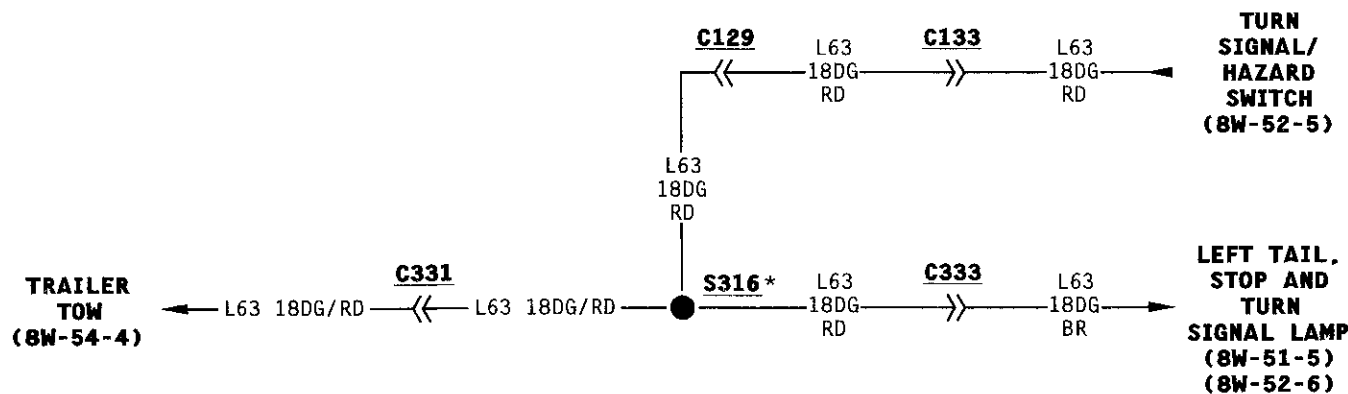 C129
L63
18DG
RD
C133
L63
18DG
RD
TURN
SIGNAL/
HAZARD
SWITCH
(8W-52-5)
L63
18DG
RD
TRAILER
TOW
(8W-54-4)
L63 18DG/RD
C331
L63 18DG/RD
S316*
L63
18DG
RD
C333
L63
18DG
BR
LEFT TAIL,
STOP AND
TURN
SIGNAL LAMP
(8W-51-5)
(8W-52-6)